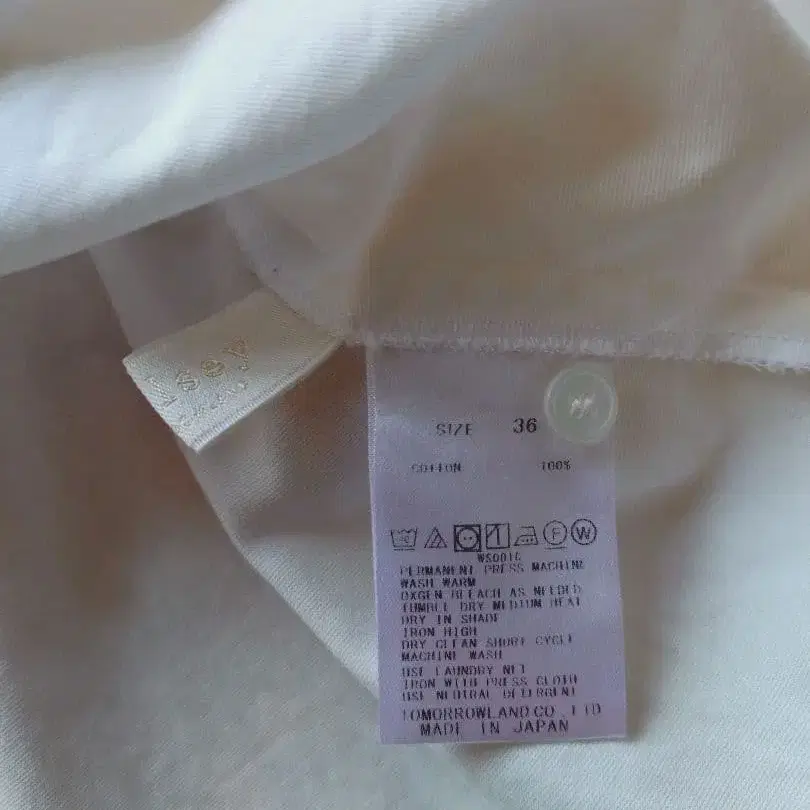 sey
SIZE 36
COTTON 100%
WS001C
PERMANENT PRESS MACHINE
WASH WARM
OXGEN BLEACH AS NEEDED
TUMBLE DRY MEDIUM HEAT
DRY IN SHADE
IRON HIGH
DRY CLEAN SHORT CYCLE
MACHINE WASH
USE LAUNDRY NET
IRON WITH PRESS CLOTH
USE NEUTRAL DETERGENT
TOMORROWLAND CO.,LTD
MADE IN JAPAN